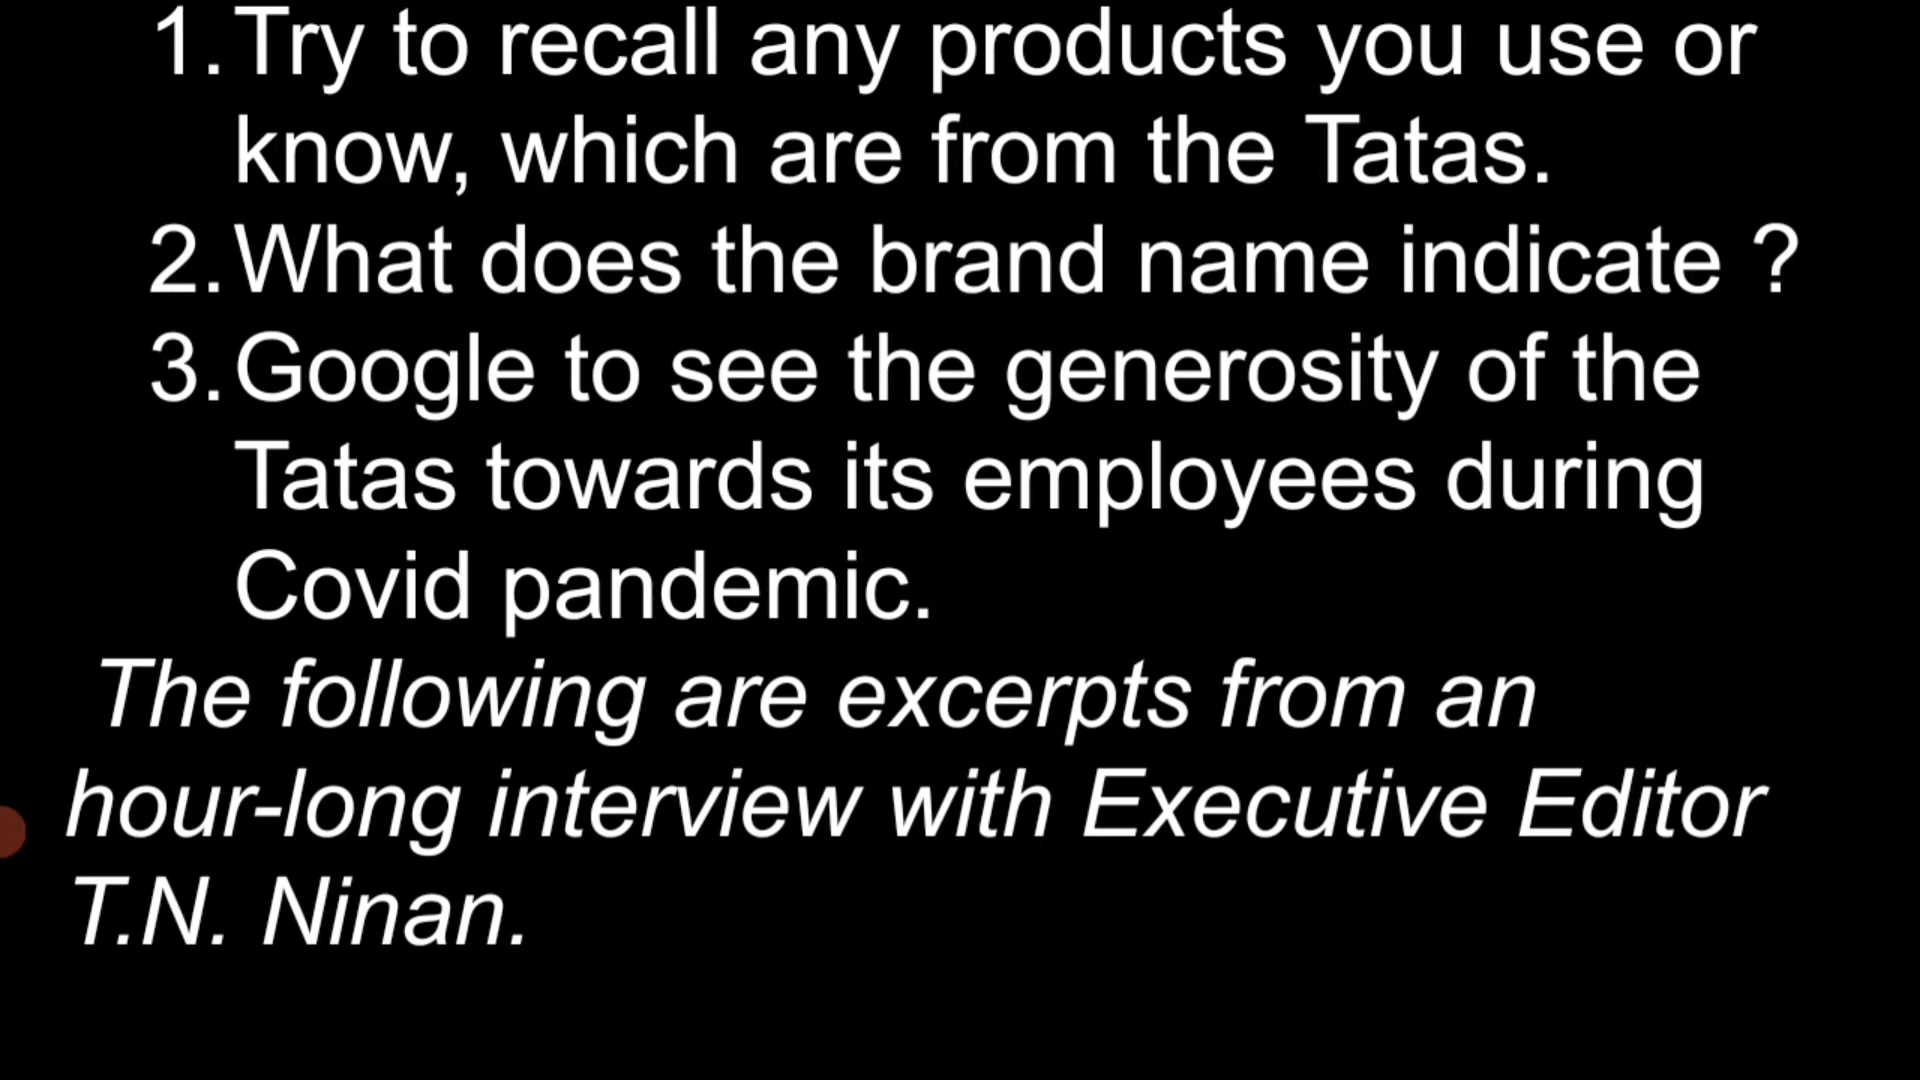 1. Try to recall any products you use or
know, which are from the Tatas.
2. What does the brand name indicate ?
3. Google to see the generosity of the
Tatas towards its employees during
Covid pandemic.
The following are excerpts from an
hour-long interview with Executive Editor
T.N. Ninan.